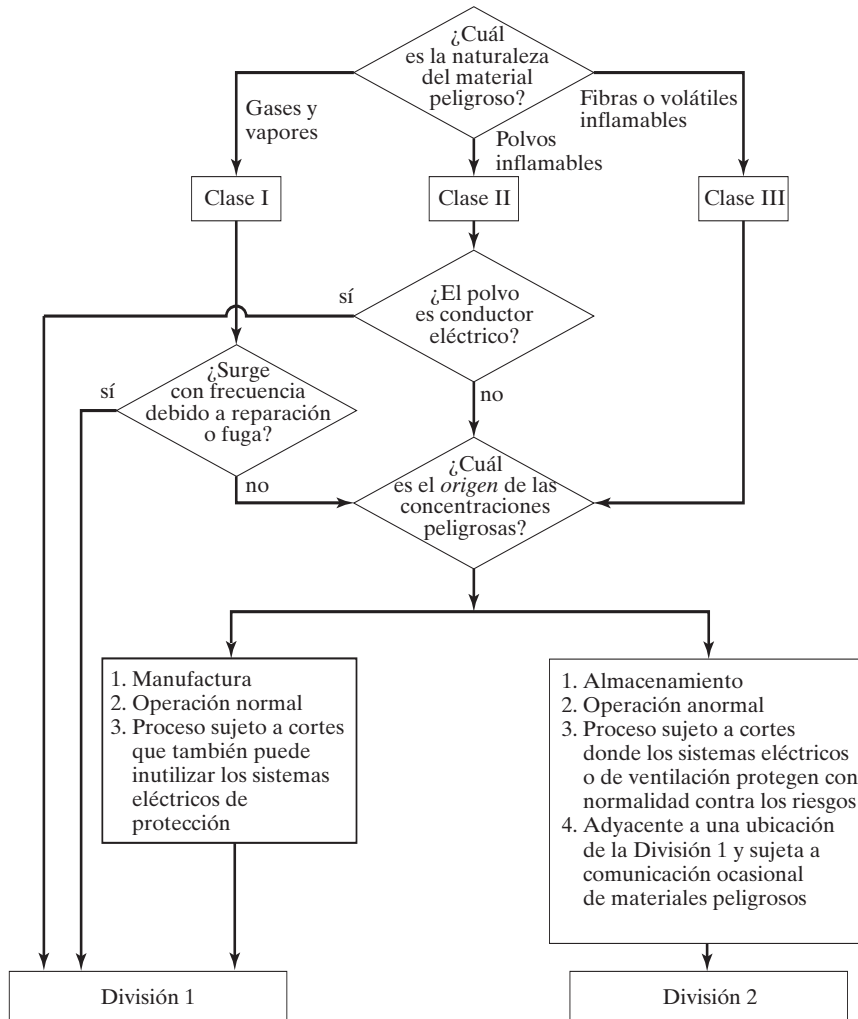 ¿Cuál
es la naturaleza
del material
peligroso?
Gases y
vapores
Fibras o volátiles
inflamables
Polvos
inflamables
Clase I
Clase II
Clase III
sí
¿El polvo
es conductor
eléctrico?
¿Surge
con frecuencia
debido a reparación
o fuga?
sí
no
no
¿Cuál
es el origen de las
concentraciones
peligrosas?
1. Manufactura
2. Operación normal
3. Proceso sujeto a cortes
que también puede
inutilizar los sistemas
eléctricos de
protección
1. Almacenamiento
2. Operación anormal
3. Proceso sujeto a cortes
donde los sistemas eléctricos
o de ventilación protegen con
normalidad contra los riesgos
4. Adyacente a una ubicación
de la División 1 y sujeta a
comunicación ocasional
de materiales peligrosos
División 1
División 2